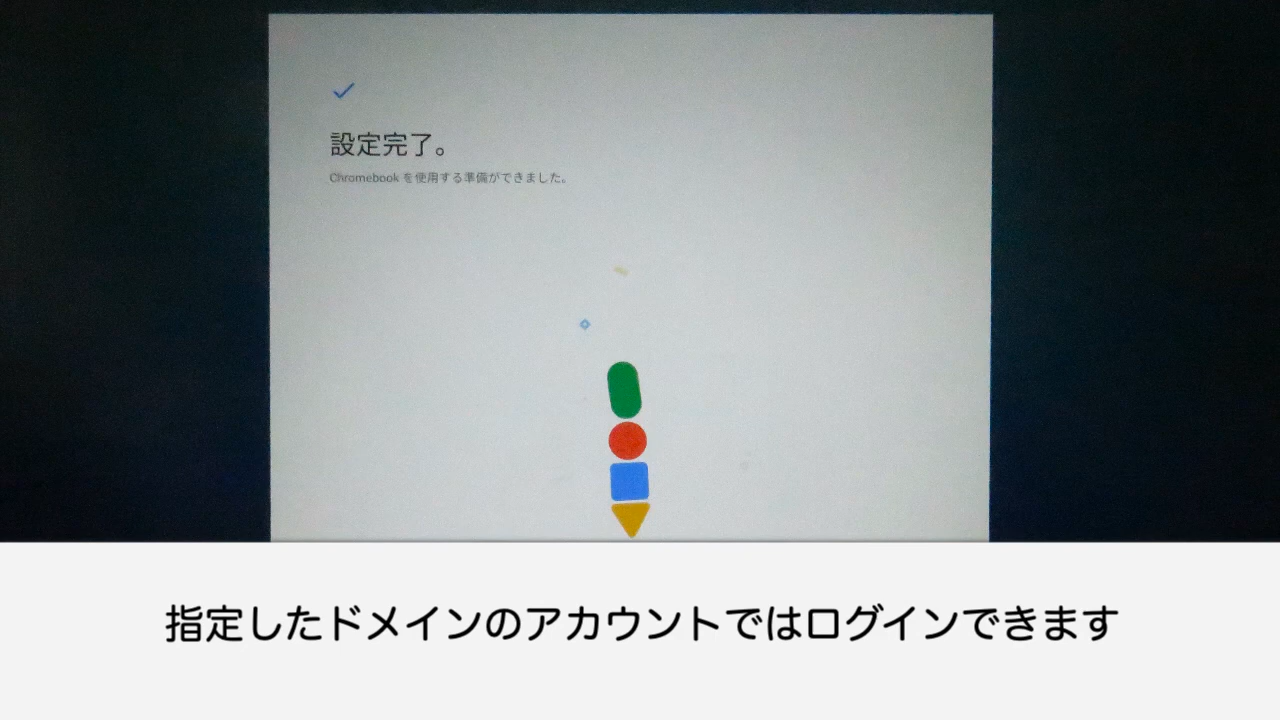 設定完了。
Chromebook を使用する準備ができました。
指定したドメインのアカウントではログインできます